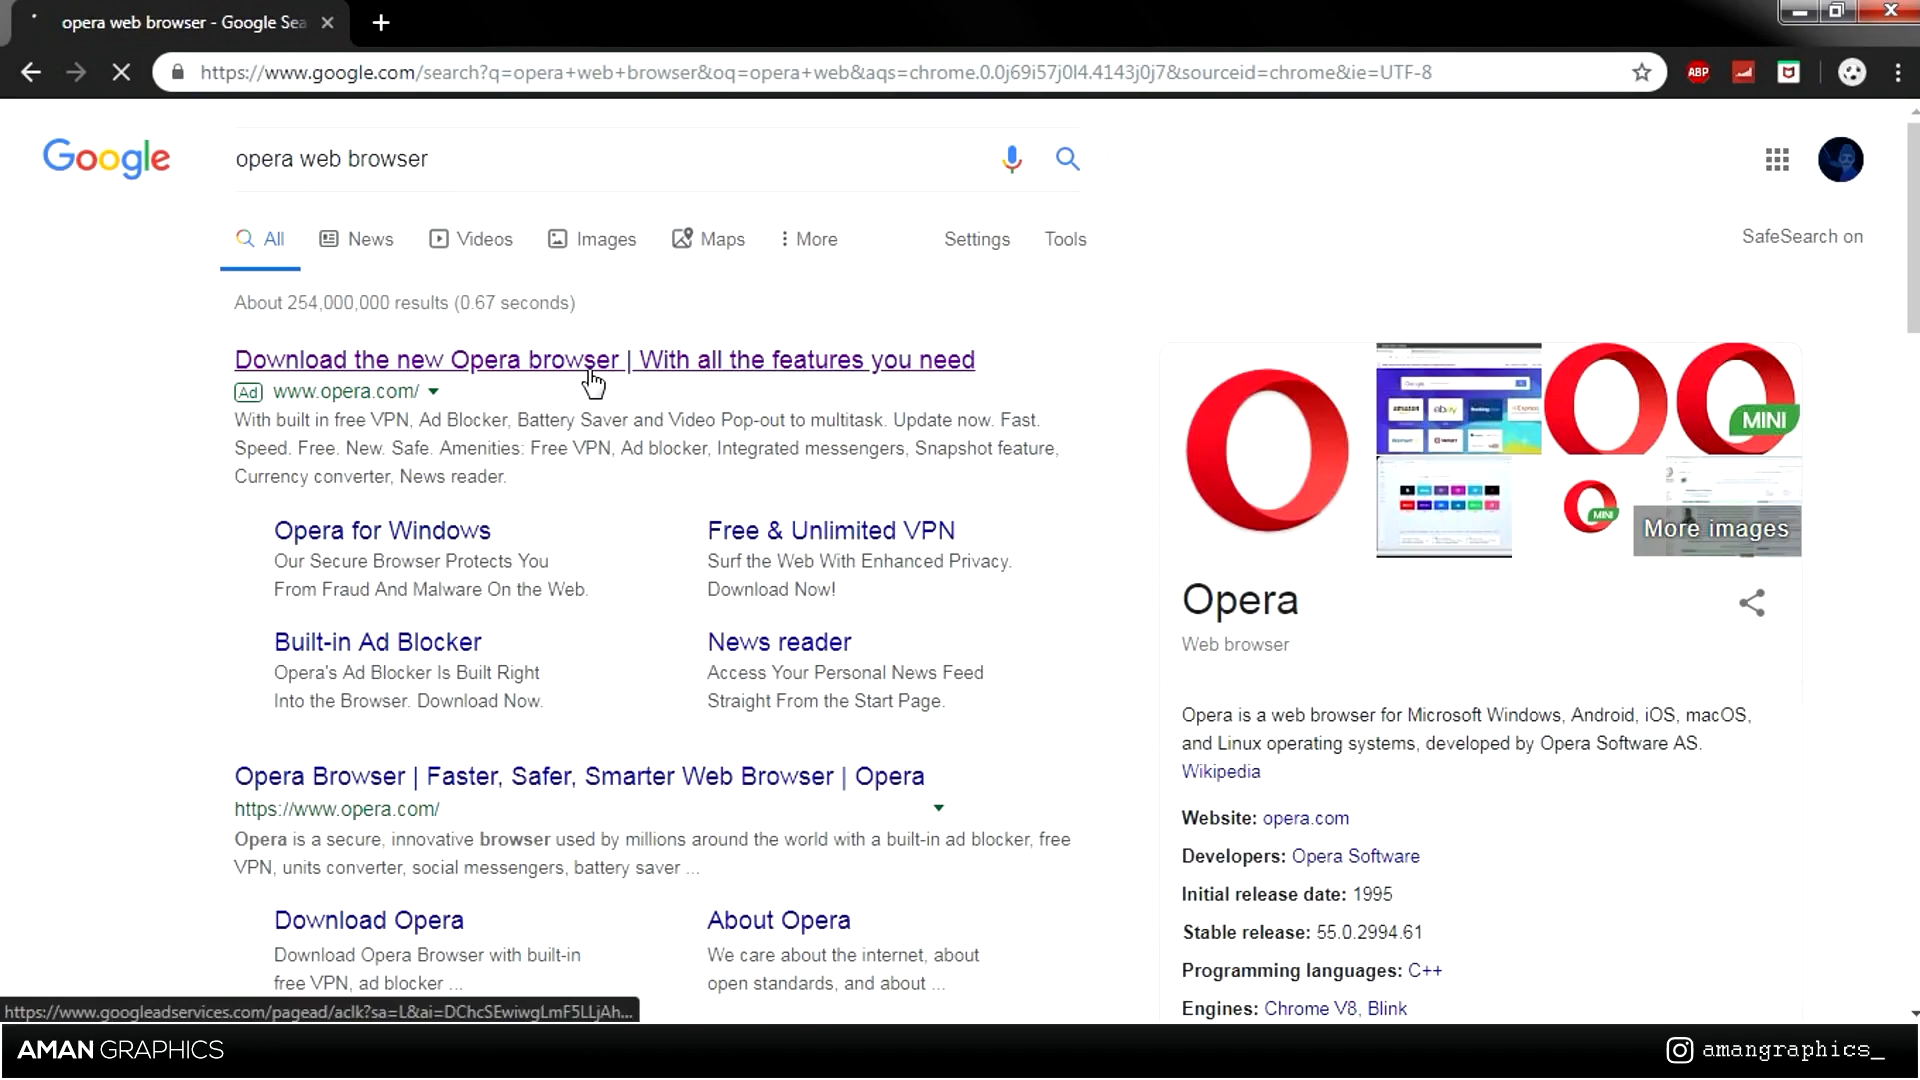 opera web browser - Google Sea
https://www.google.com/search?q=opera+web+browser&oq=opera+web&aqs=chrome.0.0j69i57j0l4.4143j0j7&sourceid=chrome&ie=UTF-8
ABP
Google
opera web browser
All
News
Videos
Images
Maps
More
Settings
Tools
SafeSearch on
About 254,000,000 results (0.67 seconds)
Download the new Opera browser | With all the features you need
Ad www.opera.com/
With built in free VPN, Ad Blocker, Battery Saver and Video Pop-out to multitask. Update now. Fast.
Speed. Free. New. Safe. Amenities: Free VPN, Ad blocker, Integrated messengers, Snapshot feature,
Currency converter, News reader.
Opera for Windows
Our Secure Browser Protects You
From Fraud And Malware On the Web.
Free & Unlimited VPN
Surf the Web With Enhanced Privacy.
Download Now!
Built-in Ad Blocker
Opera's Ad Blocker Is Built Right
Into the Browser. Download Now.
News reader
Access Your Personal News Feed
Straight From the Start Page.
Opera Browser | Faster, Safer, Smarter Web Browser | Opera
https://www.opera.com/
Opera is a secure, innovative browser used by millions around the world with a built-in ad blocker, free
VPN, units converter, social messengers, battery saver ...
Download Opera
Download Opera Browser with built-in
free VPN, ad blocker ...
About Opera
We care about the internet, about
open standards, and about ...
MINI
MINI
More images
Opera
Web browser
Opera is a web browser for Microsoft Windows, Android, iOS, macOS,
and Linux operating systems, developed by Opera Software AS.
Wikipedia
Website: opera.com
Developers: Opera Software
Initial release date: 1995
Stable release: 55.0.2994.61
Programming languages: C++
Engines: Chrome V8, Blink
https://www.googleadservices.com/pagead/aclk?sa=L&ai=DChcSEwiwgLmF5LLjAh...
AMAN GRAPHICS
amangraphics_